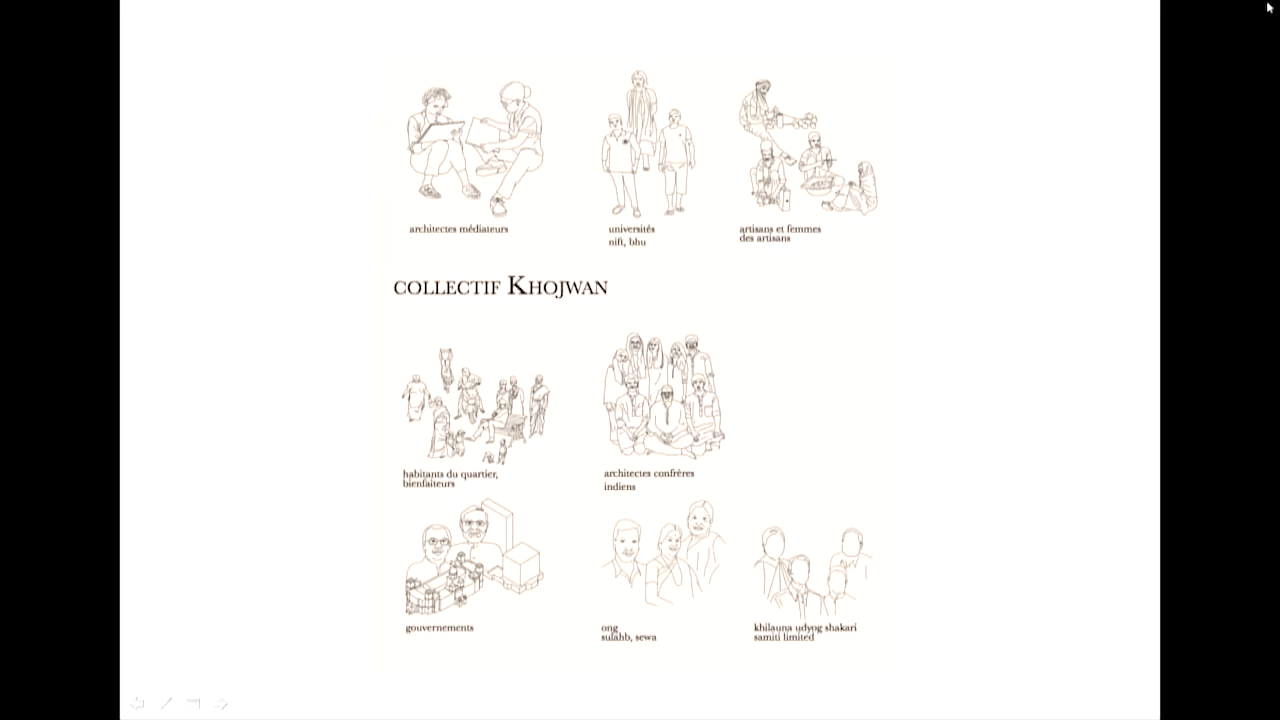 architectes médiateurs
universités
nift, bhu
artisans et femmes
des artisans
COLLECTIF KHOJWAN
habitants du quartier,
bienfaiteurs
architectes confrères
indiens
gouvernements
ong
sulahb, sewa
khilauna udyog shakari
samiti limited